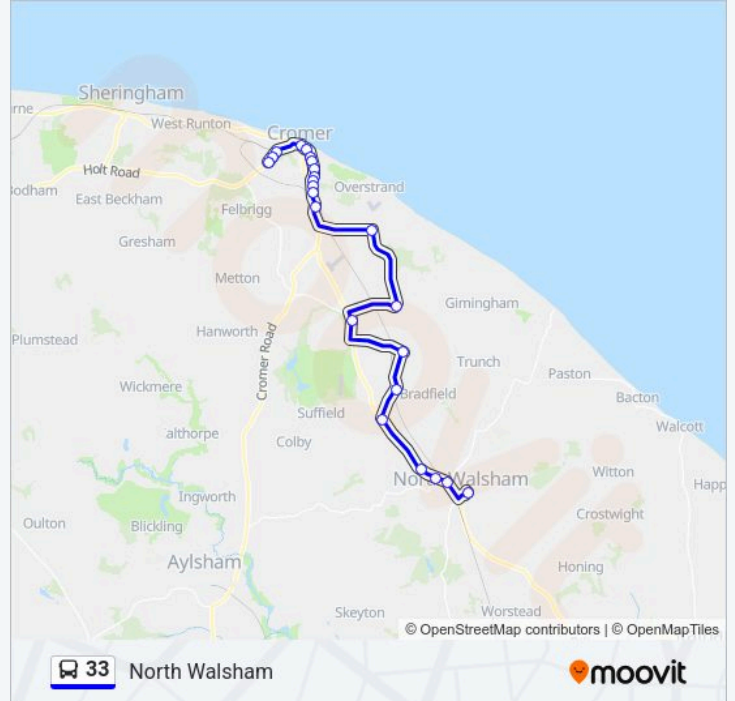 Sheringham
rne
West Runton
Cromer
Holt Road
Bodham
East Beckham
Overstrand
Felbrigg
Gresham
Metton
Gimingham
Plumstead
Hanworth
Cromer Road
Trunch
Paston
Wickmere
Bradfield
Bacton
Suffield
Walcott
althorpe
Colby
North Walsham
Witton
Happ
Ingworth
Crostwight
Oulton
Blickling
Aylsham
Honing
Skeyton
Worstead
© OpenStreetMap contributors | © OpenMapTiles
33 North Walsham
moovit